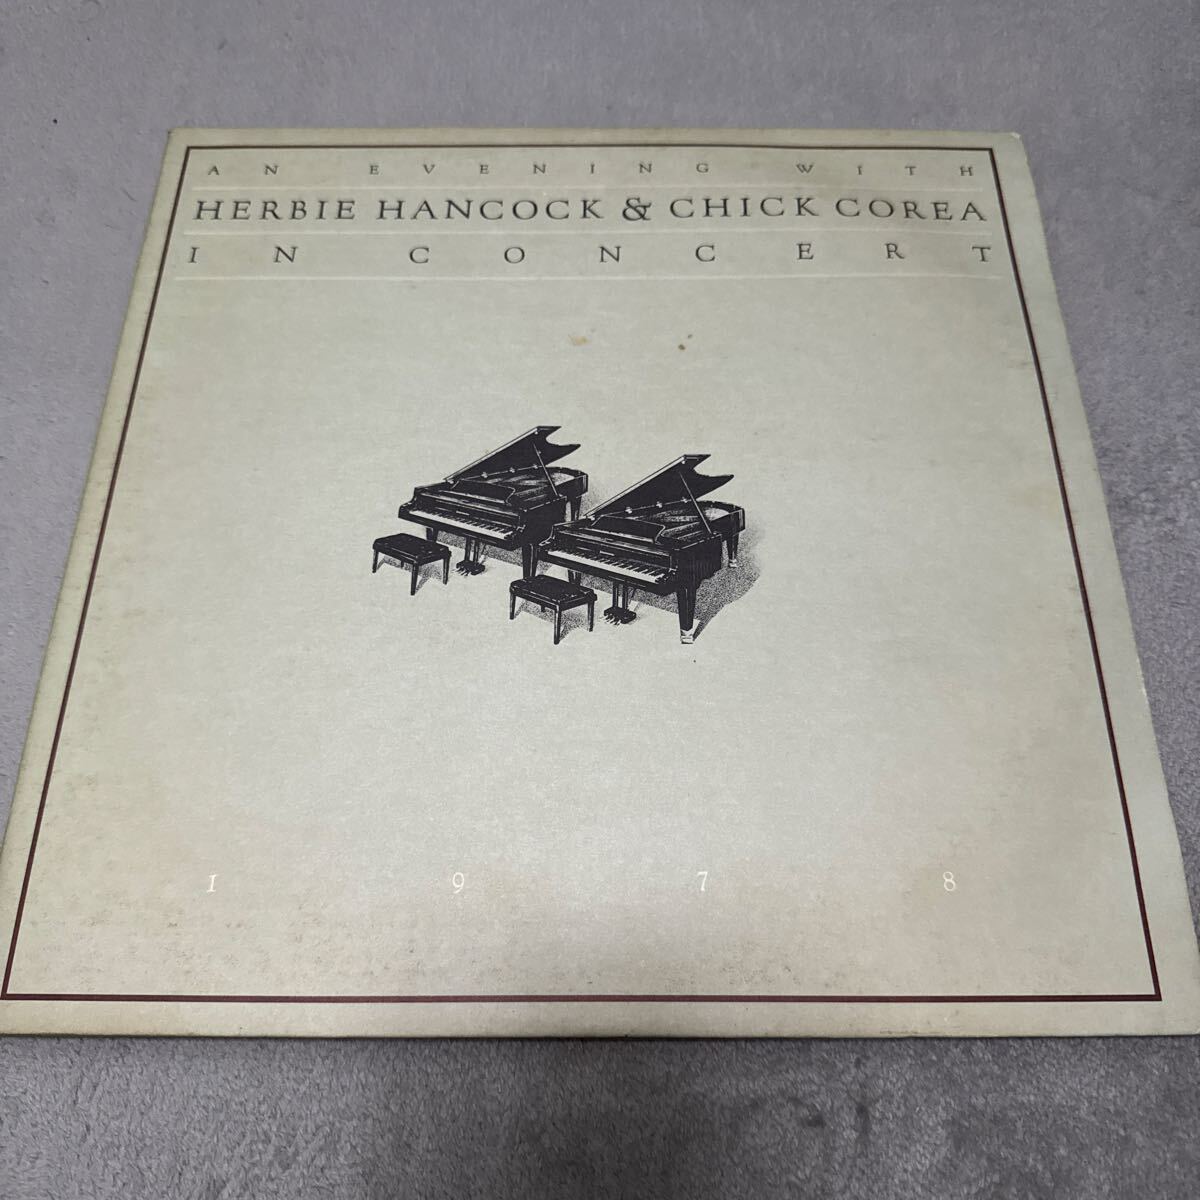 AN EVENING WITH
HERBIE HANCOCK & CHICK COREA
IN CONCERT
1978